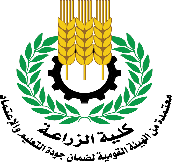 كلية الزراعة
معتمدة من الهيئة القومية لضمان جودة التعليم والاعتماد